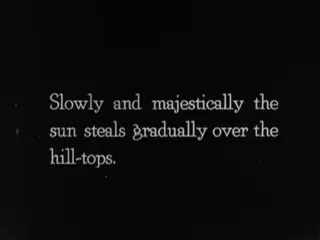 Slowly and majestically the
sun steals gradually over the
hill-tops.